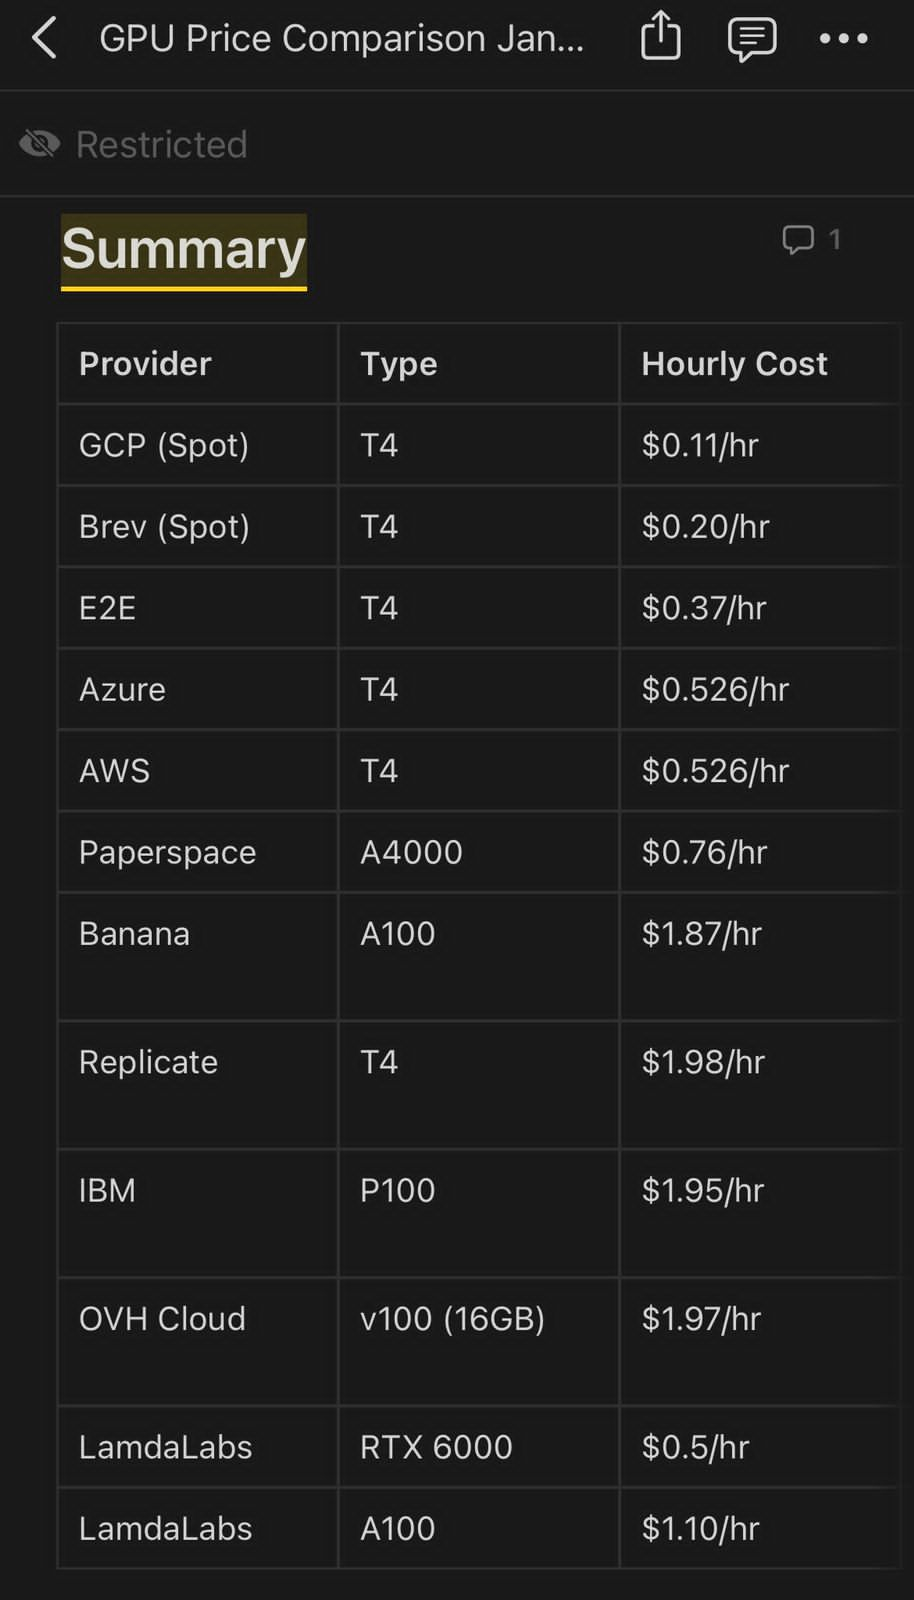 GPU Price Comparison Jan...
Restricted
Summary
1
Provider Type Hourly Cost
GCP (Spot) T4 $0.11/hr
Brev (Spot) T4 $0.20/hr
E2E T4 $0.37/hr
Azure T4 $0.526/hr
AWS T4 $0.526/hr
Paperspace A4000 $0.76/hr
Banana A100 $1.87/hr
Replicate T4 $1.98/hr
IBM P100 $1.95/hr
OVH Cloud v100 (16GB) $1.97/hr
LamdaLabs RTX 6000 $0.5/hr
LamdaLabs A100 $1.10/hr